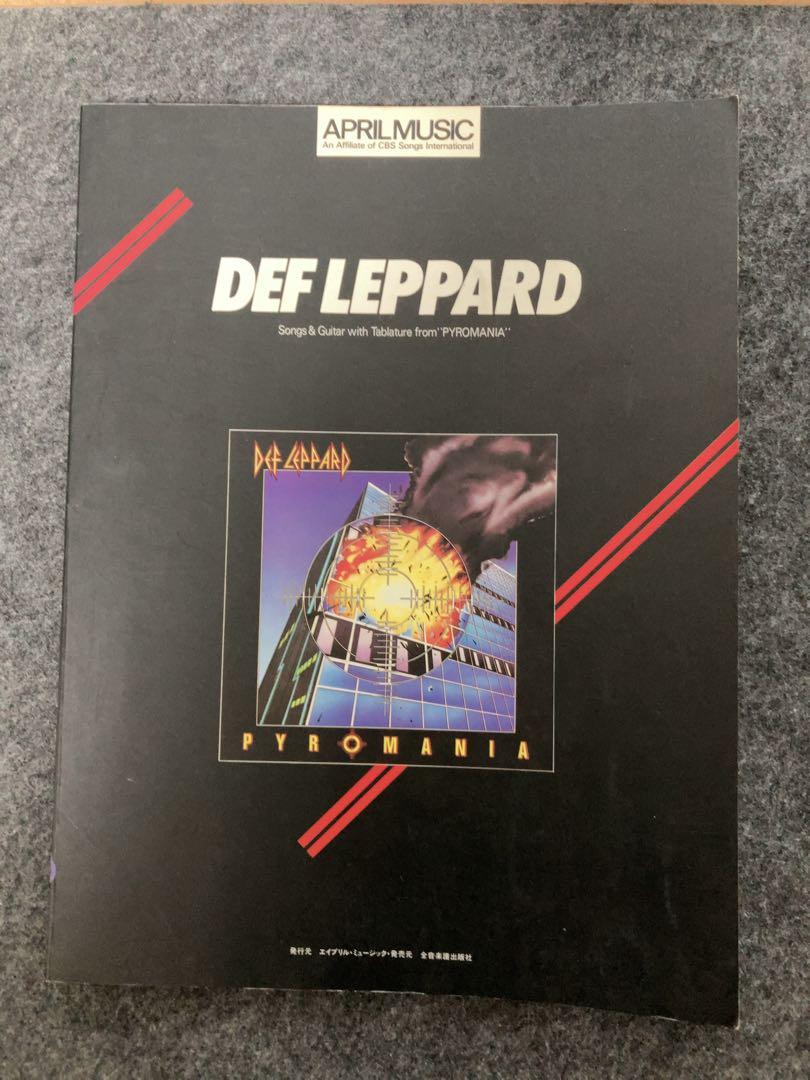 APRIL MUSIC
An Affiliate of CBS Songs International
DEF LEPPARD
Songs & Guitar with Tablature from "PYROMANIA"
DEF LEPPARD
PYROMANIA
発行元 エイプリル・ミュージック・発売元 全音楽譜出版社